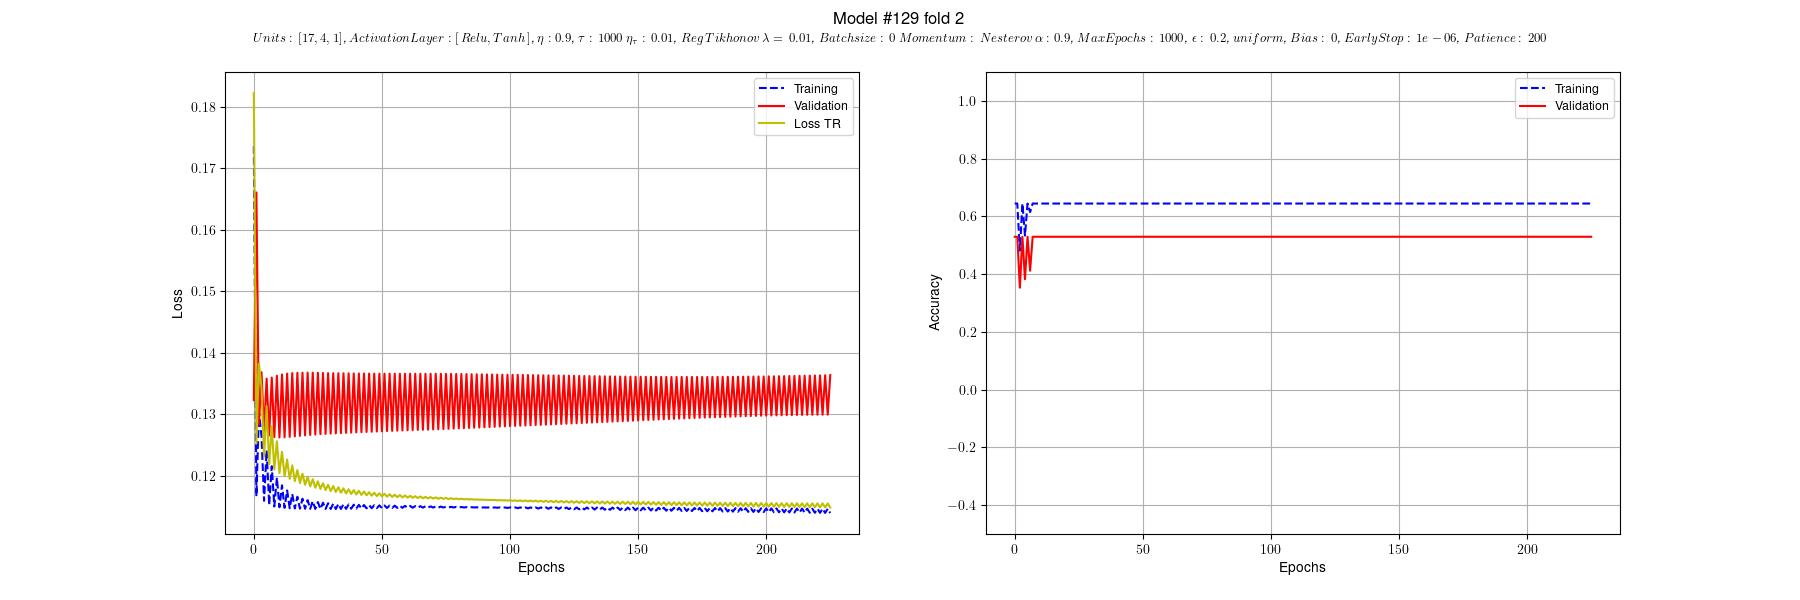 Model #129 fold 2
Units : [17, 4, 1], ActivationLayer : [ Relu, Tanh], η : 0.9, τ : 1000 ητ : 0.01, RegTikhonov λ = 0.01, Batchsize : 0 Momentum : Nesterov α : 0.9, MaxEpochs : 1000, ϵ : 0.2, uniform, Bias : 0, EarlyStop : 1e − 06, Patience : 200
Training
Validation
Loss TR
0.18
0.17
0.16
0.15
0.14
0.13
0.12
Loss
0
50
100
150
200
Epochs
Training
Validation
1.0
0.8
0.6
0.4
0.2
0.0
−0.2
−0.4
Accuracy
0
50
100
150
200
Epochs